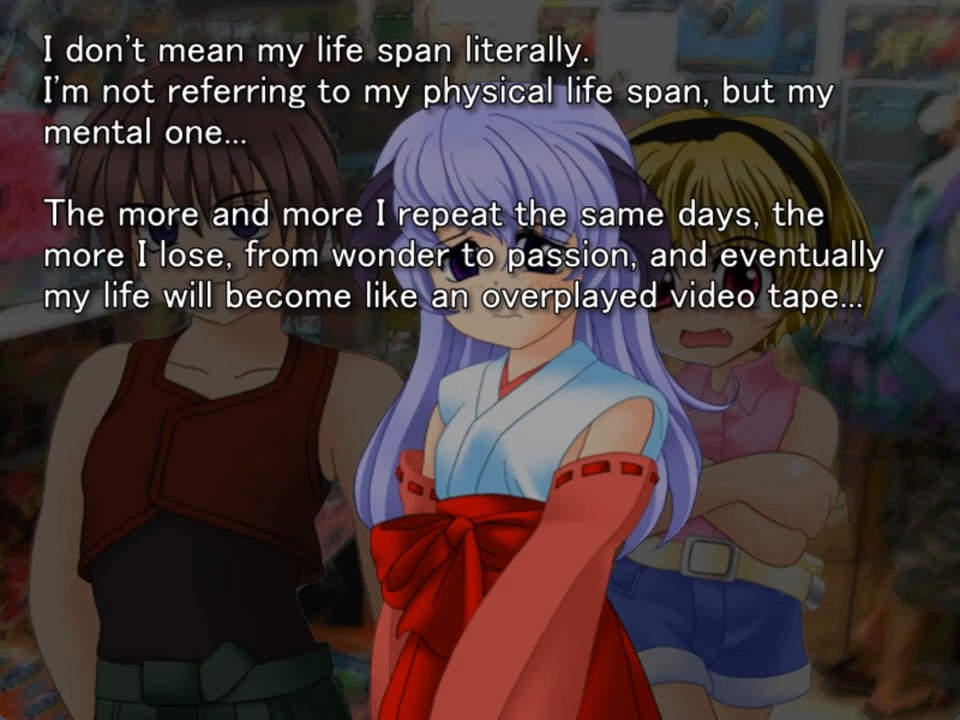 I don't mean my life span literally.
I'm not referring to my physical life span, but my
mental one...
The more and more I repeat the same days, the
more I lose, from wonder to passion, and eventually
my life will become like an overplayed video tape...